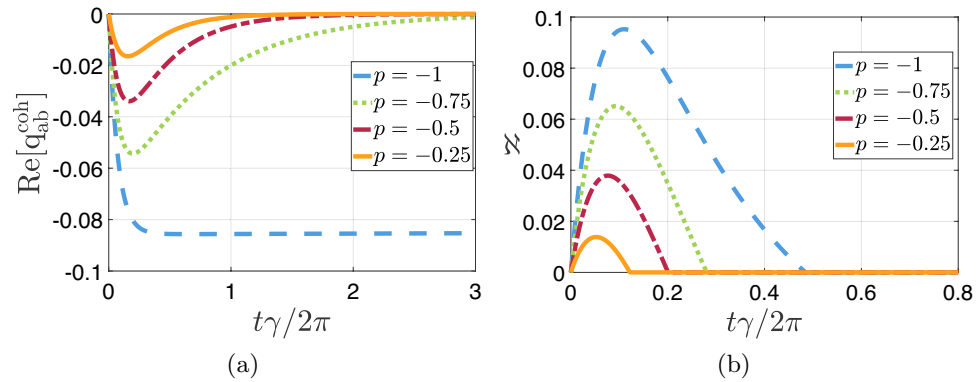 0
-0.02
-0.04
-0.06
-0.08
-0.1
0
1
2
3
Re[q_ab^coh]
tγ/2π
p = −1
p = −0.75
p = −0.5
p = −0.25
(a)
0.1
0.08
0.06
0.04
0.02
0
0
0.2
0.4
0.6
0.8
tγ/2π
p = −1
p = −0.75
p = −0.5
p = −0.25
(b)